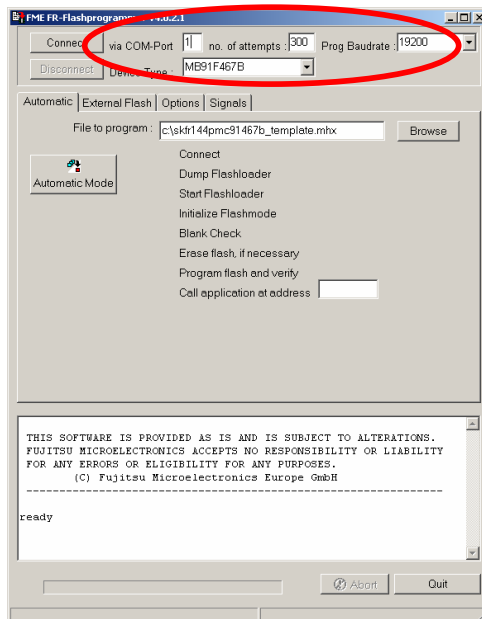 FME FR-Flashprogrammer V4.0.2.1
Connect via COM-Port 1 no. of attempts : 300 Prog Baudrate : 19200
Disconnect Device Type : MB91F467B
Automatic External Flash Options Signals
File to program : c:\skfr144pmc91467b_template.mhx Browse
Automatic Mode
Connect
Dump Flashloader
Start Flashloader
Initialize Flashmode
Blank Check
Erase flash, if necessary
Program flash and verify
Call application at address
THIS SOFTWARE IS PROVIDED AS IS AND IS SUBJECT TO ALTERATIONS.
FUJITSU MICROELECTRONICS ACCEPTS NO RESPONSIBILITY OR LIABILITY
FOR ANY ERRORS OR ELIGIBILITY FOR ANY PURPOSES.
(C) Fujitsu Microelectronics Europe GmbH
----------------------------------------------------------------
ready
Abort Quit